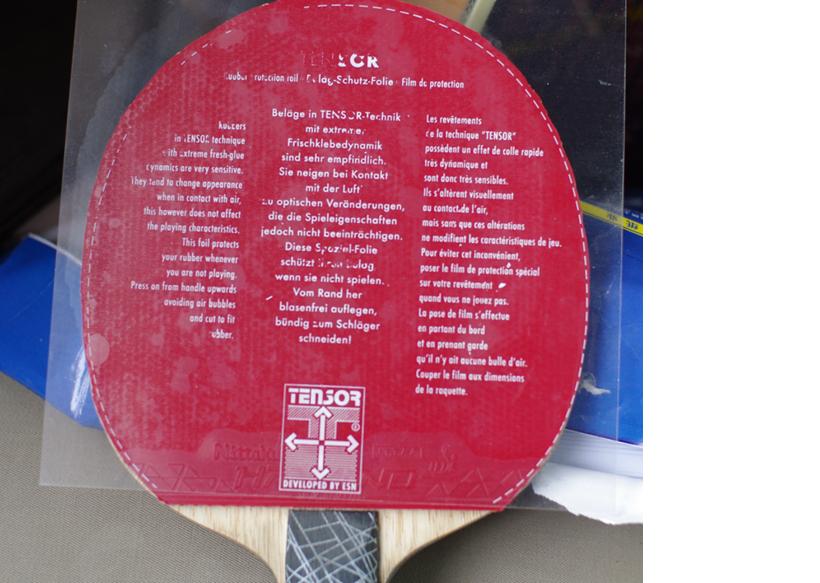 TENSOR
Rubber Protection foil · Belag-Schutz-Folie · Film de protection
Rubbers
in TENSOR technique
with extreme fresh-glue
dynamics are very sensitive.
They tend to change appearance
when in contact with air,
this however does not affect
the playing characteristics.
This foil protects
your rubber whenever
you are not playing.
Press on from handle upwards
avoiding air bubbles
and cut to fit
rubber.
Beläge in TENSOR-Technik
mit extremer
Frischklebedynamik
sind sehr empfindlich.
Sie neigen bei Kontakt
mit der Luft
zu optischen Veränderungen,
die die Spieleigenschaften
jedoch nicht beeinträchtigen.
Diese Spezial-Folie
schützt Ihren Belag,
wenn sie nicht spielen.
Vom Rand her
blasenfrei auflegen,
bündig zum Schläger
schneiden!
Les revêtements
de la technique "TENSOR"
possèdent un effet de colle rapide
très dynamique et
sont donc très sensibles.
Ils s'altèrent visuellement
au contact de l'air,
mais sans que ces altérations
ne modifient les caractéristiques de jeu.
Pour éviter cet inconvénient,
poser le film de protection spécial
sur votre revêtement
quand vous ne jouez pas.
La pose de film s'effectue
en partant du bord
et en prenant garde
qu'il n'y ait aucune bulle d'air.
Couper le film aux dimensions
de la raquette.
TENSOR
®
DEVELOPED BY ESN
Nittaku